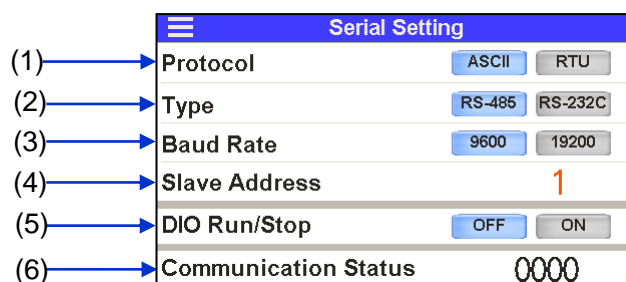 Serial Setting
(1) Protocol ASCII RTU
(2) Type RS-485 RS-232C
(3) Baud Rate 9600 19200
(4) Slave Address 1
(5) DIO Run/Stop OFF ON
(6) Communication Status 0000